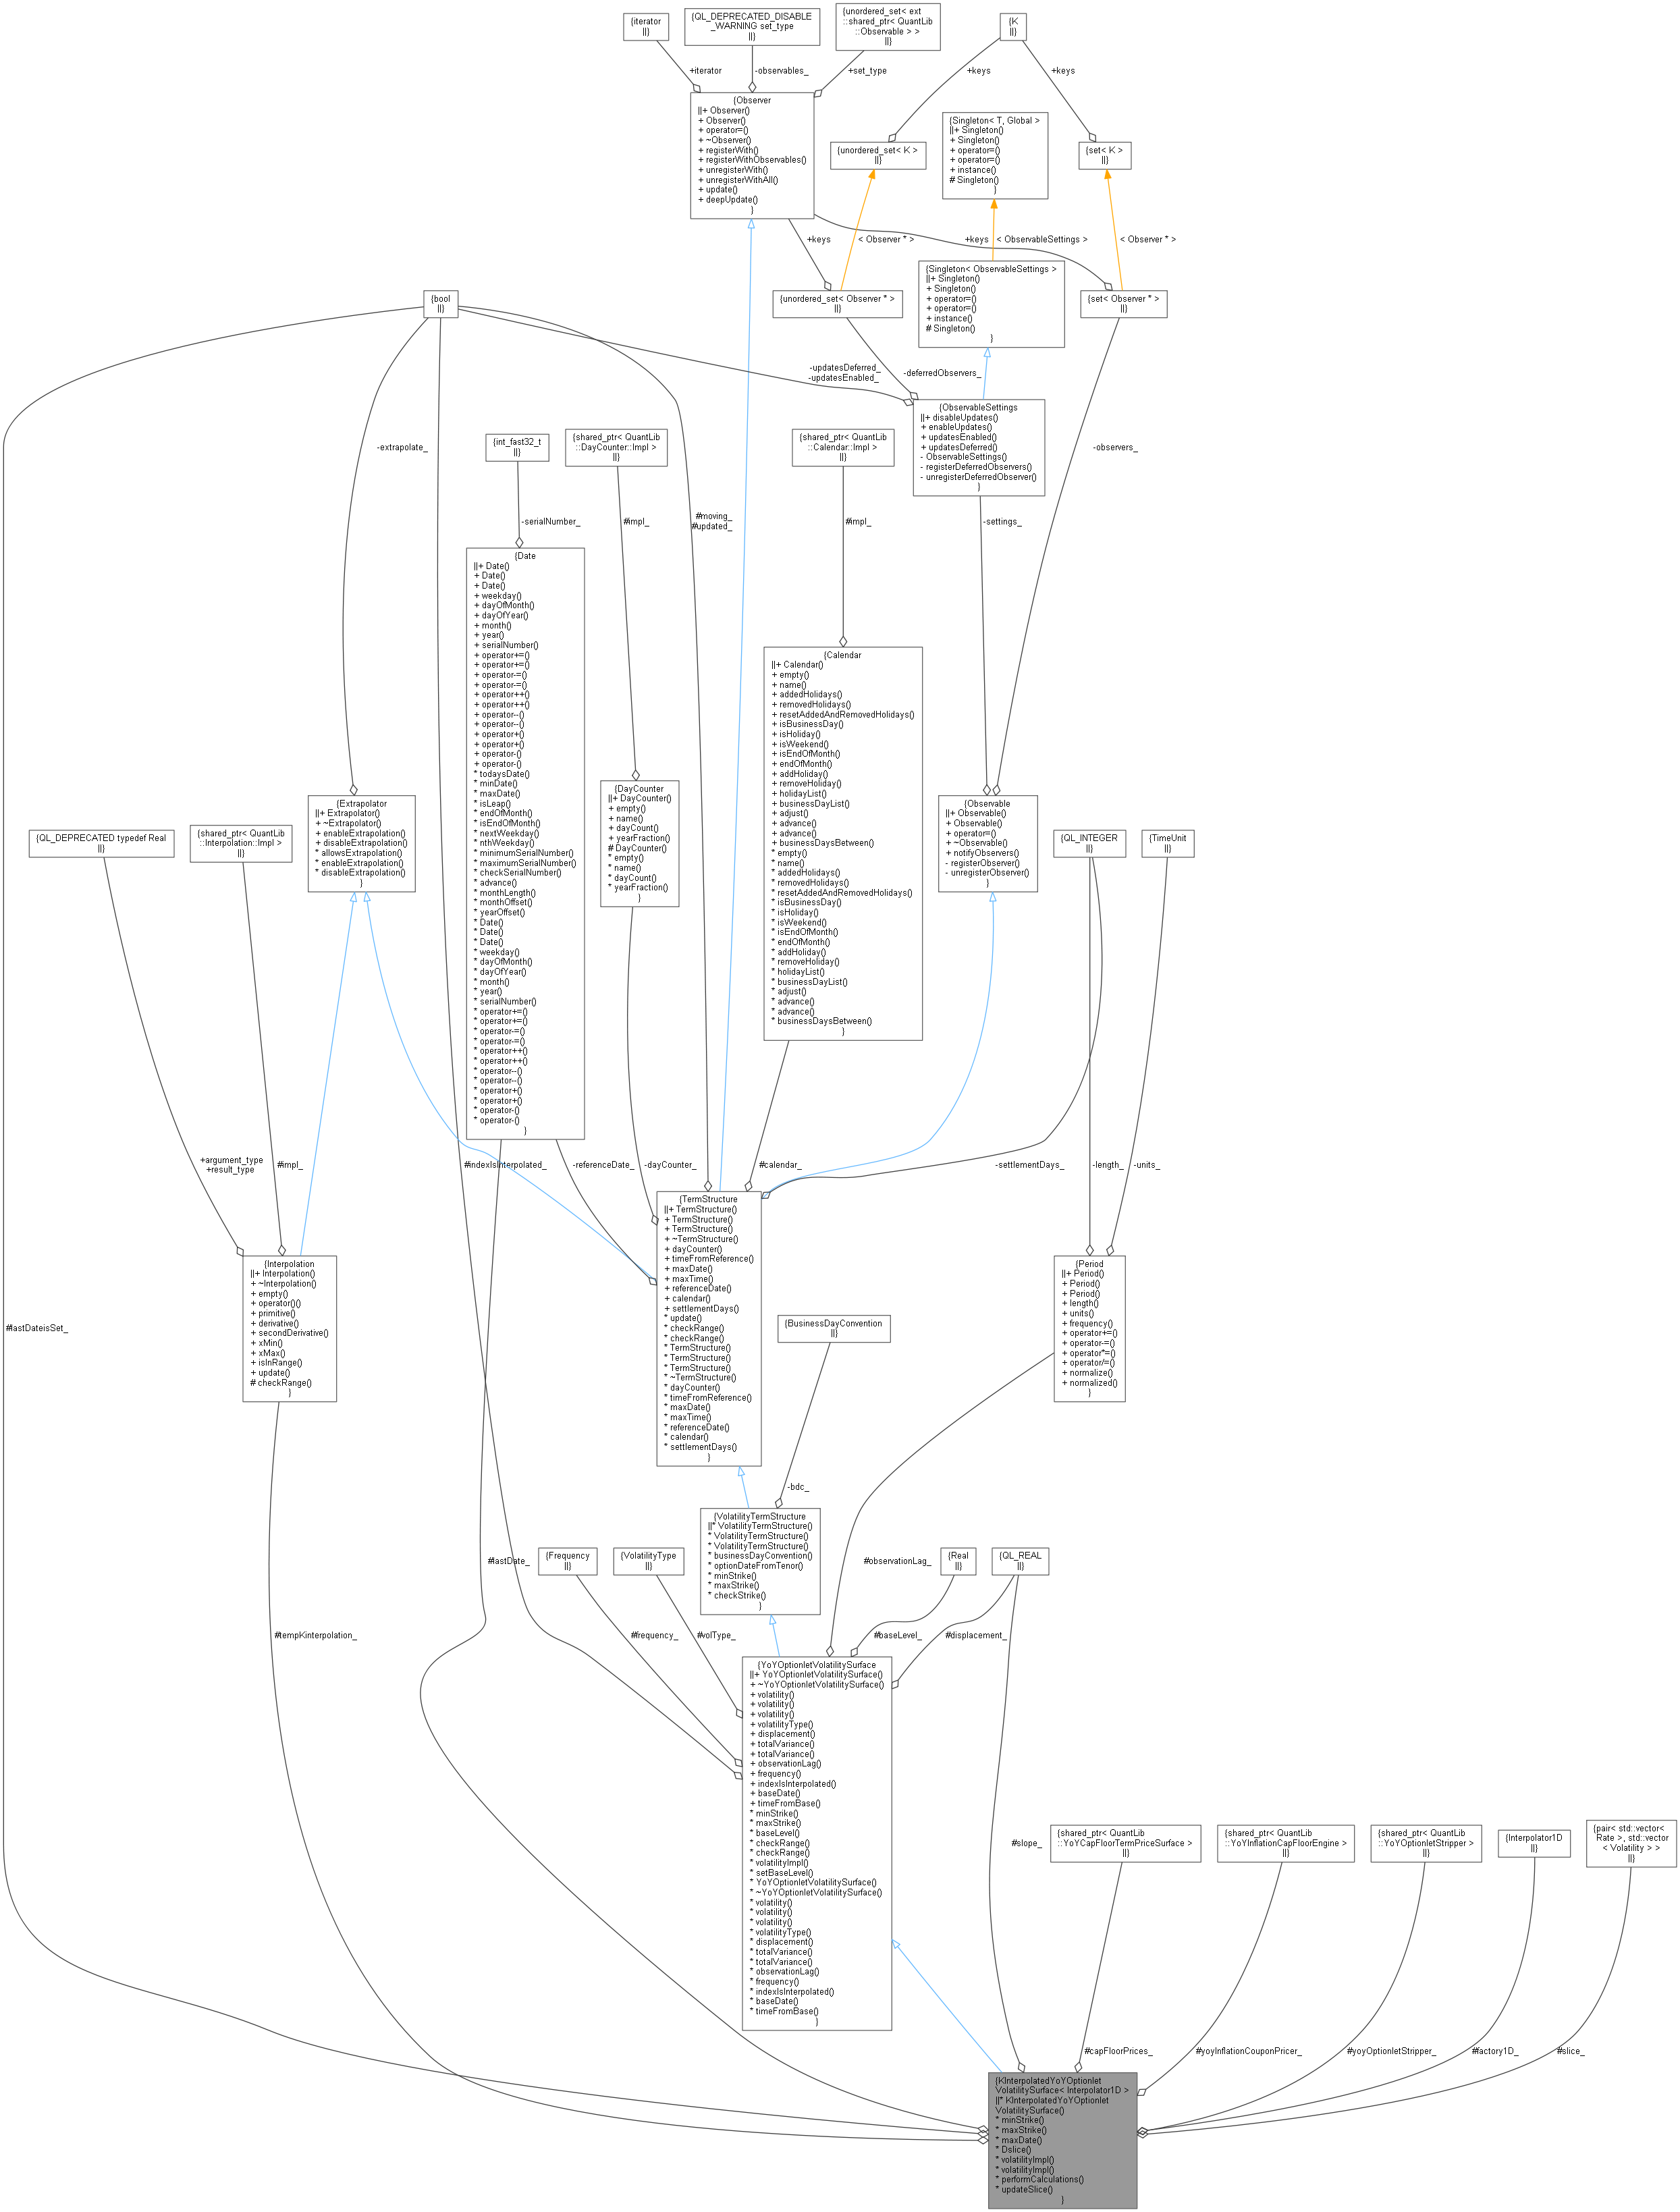 {iterator
||}
{QL_DEPRECATED_DISABLE
_WARNING set_type
||}
{unordered_set< ext
::shared_ptr< QuantLib
::Observable > >
||}
{K
||}
+iterator
-observables_
+set_type
+keys
+keys
{Observer
||+ Observer()
+ Observer()
+ operator=()
+ ~Observer()
+ registerWith()
+ registerWithObservables()
+ unregisterWith()
+ unregisterWithAll()
+ update()
+ deepUpdate()
}
{unordered_set< K >
||}
{Singleton< T, Global >
||+ Singleton()
+ Singleton()
+ operator=()
+ operator=()
+ instance()
# Singleton()
}
{set< K >
||}
+keys
< Observer * >
+keys
< ObservableSettings >
< Observer * >
{bool
||}
{unordered_set< Observer * >
||}
{Singleton< ObservableSettings >
||+ Singleton()
+ Singleton()
+ operator=()
+ operator=()
+ instance()
# Singleton()
}
{set< Observer * >
||}
-updatesDeferred_
-updatesEnabled_
-deferredObservers_
{ObservableSettings
||+ disableUpdates()
+ enableUpdates()
+ updatesEnabled()
+ updatesDeferred()
- ObservableSettings()
- registerDeferredObservers()
- unregisterDeferredObserver()
}
-extrapolate_
{int_fast32_t
||}
{shared_ptr< QuantLib
::DayCounter::Impl >
||}
{shared_ptr< QuantLib
::Calendar::Impl >
||}
-observers_
-serialNumber_
#impl_
#moving_
#updated_
#impl_
-settings_
{Date
||+ Date()
+ Date()
+ Date()
+ weekday()
+ dayOfMonth()
+ dayOfYear()
+ month()
+ year()
+ serialNumber()
+ operator+=()
+ operator+=()
+ operator-=()
+ operator-=()
+ operator++()
+ operator++()
+ operator--()
+ operator--()
+ operator+()
+ operator+()
+ operator-()
+ operator-()
* todaysDate()
* minDate()
* maxDate()
* isLeap()
* endOfMonth()
* isEndOfMonth()
* nextWeekday()
* nthWeekday()
* minimumSerialNumber()
* maximumSerialNumber()
* checkSerialNumber()
* advance()
* monthLength()
* monthOffset()
* yearOffset()
* Date()
* Date()
* Date()
* weekday()
* dayOfMonth()
* dayOfYear()
* month()
* year()
* serialNumber()
* operator+=()
* operator+=()
* operator-=()
* operator-=()
* operator++()
* operator++()
* operator--()
* operator--()
* operator+()
* operator+()
* operator-()
* operator-()
}
{Calendar
||+ Calendar()
+ empty()
+ name()
+ addedHolidays()
+ removedHolidays()
+ resetAddedAndRemovedHolidays()
+ isBusinessDay()
+ isHoliday()
+ isWeekend()
+ isEndOfMonth()
+ endOfMonth()
+ addHoliday()
+ removeHoliday()
+ holidayList()
+ businessDayList()
+ adjust()
+ advance()
+ advance()
+ businessDaysBetween()
* empty()
* name()
* addedHolidays()
* removedHolidays()
* resetAddedAndRemovedHolidays()
* isBusinessDay()
* isHoliday()
* isWeekend()
* isEndOfMonth()
* endOfMonth()
* addHoliday()
* removeHoliday()
* holidayList()
* businessDayList()
* adjust()
* advance()
* advance()
* businessDaysBetween()
}
{DayCounter
||+ DayCounter()
+ empty()
+ name()
+ dayCount()
+ yearFraction()
# DayCounter()
* empty()
* name()
* dayCount()
* yearFraction()
}
{Extrapolator
||+ Extrapolator()
+ ~Extrapolator()
+ enableExtrapolation()
+ disableExtrapolation()
* allowsExtrapolation()
* enableExtrapolation()
* disableExtrapolation()
}
{Observable
||+ Observable()
+ Observable()
+ operator=()
+ ~Observable()
+ notifyObservers()
- registerObserver()
- unregisterObserver()
}
{QL_DEPRECATED typedef Real
||}
{shared_ptr< QuantLib
::Interpolation::Impl >
||}
{QL_INTEGER
||}
{TimeUnit
||}
+argument_type
+result_type
#impl_
#indexIsInterpolated_
-referenceDate_
-dayCounter_
#calendar_
-settlementDays_
-length_
-units_
{TermStructure
||+ TermStructure()
+ TermStructure()
+ TermStructure()
+ ~TermStructure()
+ dayCounter()
+ timeFromReference()
+ maxDate()
+ maxTime()
+ referenceDate()
+ calendar()
+ settlementDays()
* update()
* checkRange()
* checkRange()
* TermStructure()
* TermStructure()
* TermStructure()
* ~TermStructure()
* dayCounter()
* timeFromReference()
* maxDate()
* maxTime()
* referenceDate()
* calendar()
* settlementDays()
}
{Interpolation
||+ Interpolation()
+ ~Interpolation()
+ empty()
+ operator()()
+ primitive()
+ derivative()
+ secondDerivative()
+ xMin()
+ xMax()
+ isInRange()
+ update()
# checkRange()
}
{Period
||+ Period()
+ Period()
+ Period()
+ length()
+ units()
+ frequency()
+ operator+=()
+ operator-=()
+ operator*=()
+ operator/=()
+ normalize()
+ normalized()
}
#lastDateisSet_
{BusinessDayConvention
||}
-bdc_
{VolatilityTermStructure
||* VolatilityTermStructure()
* VolatilityTermStructure()
* VolatilityTermStructure()
* businessDayConvention()
* optionDateFromTenor()
* minStrike()
* maxStrike()
* checkStrike()
}
#lastDate_
{Frequency
||}
{VolatilityType
||}
#observationLag_
{Real
||}
{QL_REAL
||}
#tempKinterpolation_
#frequency_
#volType_
#baseLevel_
#displacement_
{YoYOptionletVolatilitySurface
||+ YoYOptionletVolatilitySurface()
+ ~YoYOptionletVolatilitySurface()
+ volatility()
+ volatility()
+ volatility()
+ volatilityType()
+ displacement()
+ totalVariance()
+ totalVariance()
+ observationLag()
+ frequency()
+ indexIsInterpolated()
+ baseDate()
+ timeFromBase()
* minStrike()
* maxStrike()
* baseLevel()
* checkRange()
* checkRange()
* volatilityImpl()
* setBaseLevel()
* YoYOptionletVolatilitySurface()
* ~YoYOptionletVolatilitySurface()
* volatility()
* volatility()
* volatility()
* volatilityType()
* displacement()
* totalVariance()
* totalVariance()
* observationLag()
* frequency()
* indexIsInterpolated()
* baseDate()
* timeFromBase()
}
#slope_
{shared_ptr< QuantLib
::YoYCapFloorTermPriceSurface >
||}
{shared_ptr< QuantLib
::YoYInflationCapFloorEngine >
||}
{shared_ptr< QuantLib
::YoYOptionletStripper >
||}
{Interpolator1D
||}
{pair< std::vector<
Rate >, std::vector
< Volatility > >
||}
#capFloorPrices_
#yoyInflationCouponPricer_
#yoyOptionletStripper_
#factory1D_
#slice_
{KInterpolatedYoYOptionlet
VolatilitySurface< Interpolator1D >
||* KInterpolatedYoYOptionlet
VolatilitySurface()
* minStrike()
* maxStrike()
* maxDate()
* Dslice()
* volatilityImpl()
* volatilityImpl()
* performCalculations()
* updateSlice()
}